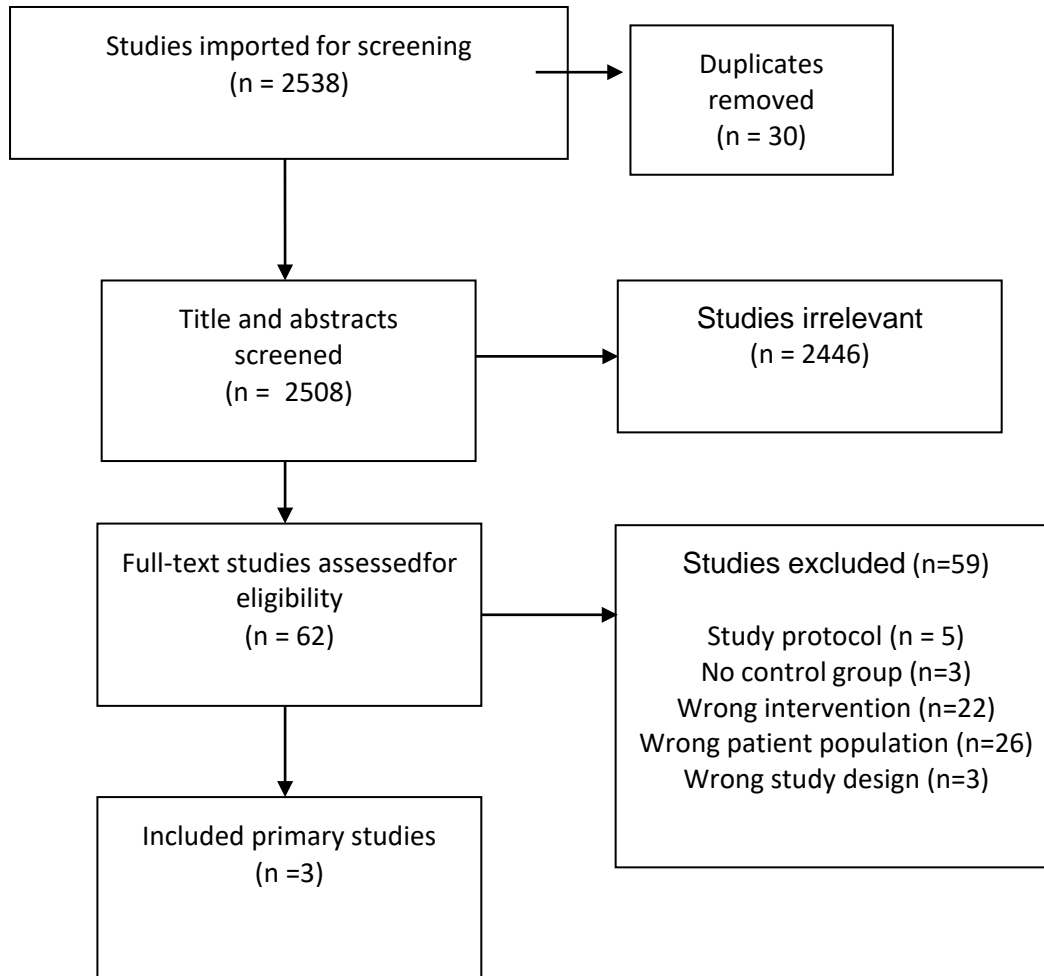 Studies imported for screening
(n = 2538)
Duplicates
removed
(n = 30)
Title and abstracts
screened
(n = 2508)
Studies irrelevant
(n = 2446)
Full-text studies assessedfor
eligibility
(n = 62)
Studies excluded (n=59)
Study protocol (n = 5)
No control group (n=3)
Wrong intervention (n=22)
Wrong patient population (n=26)
Wrong study design (n=3)
Included primary studies
(n =3)